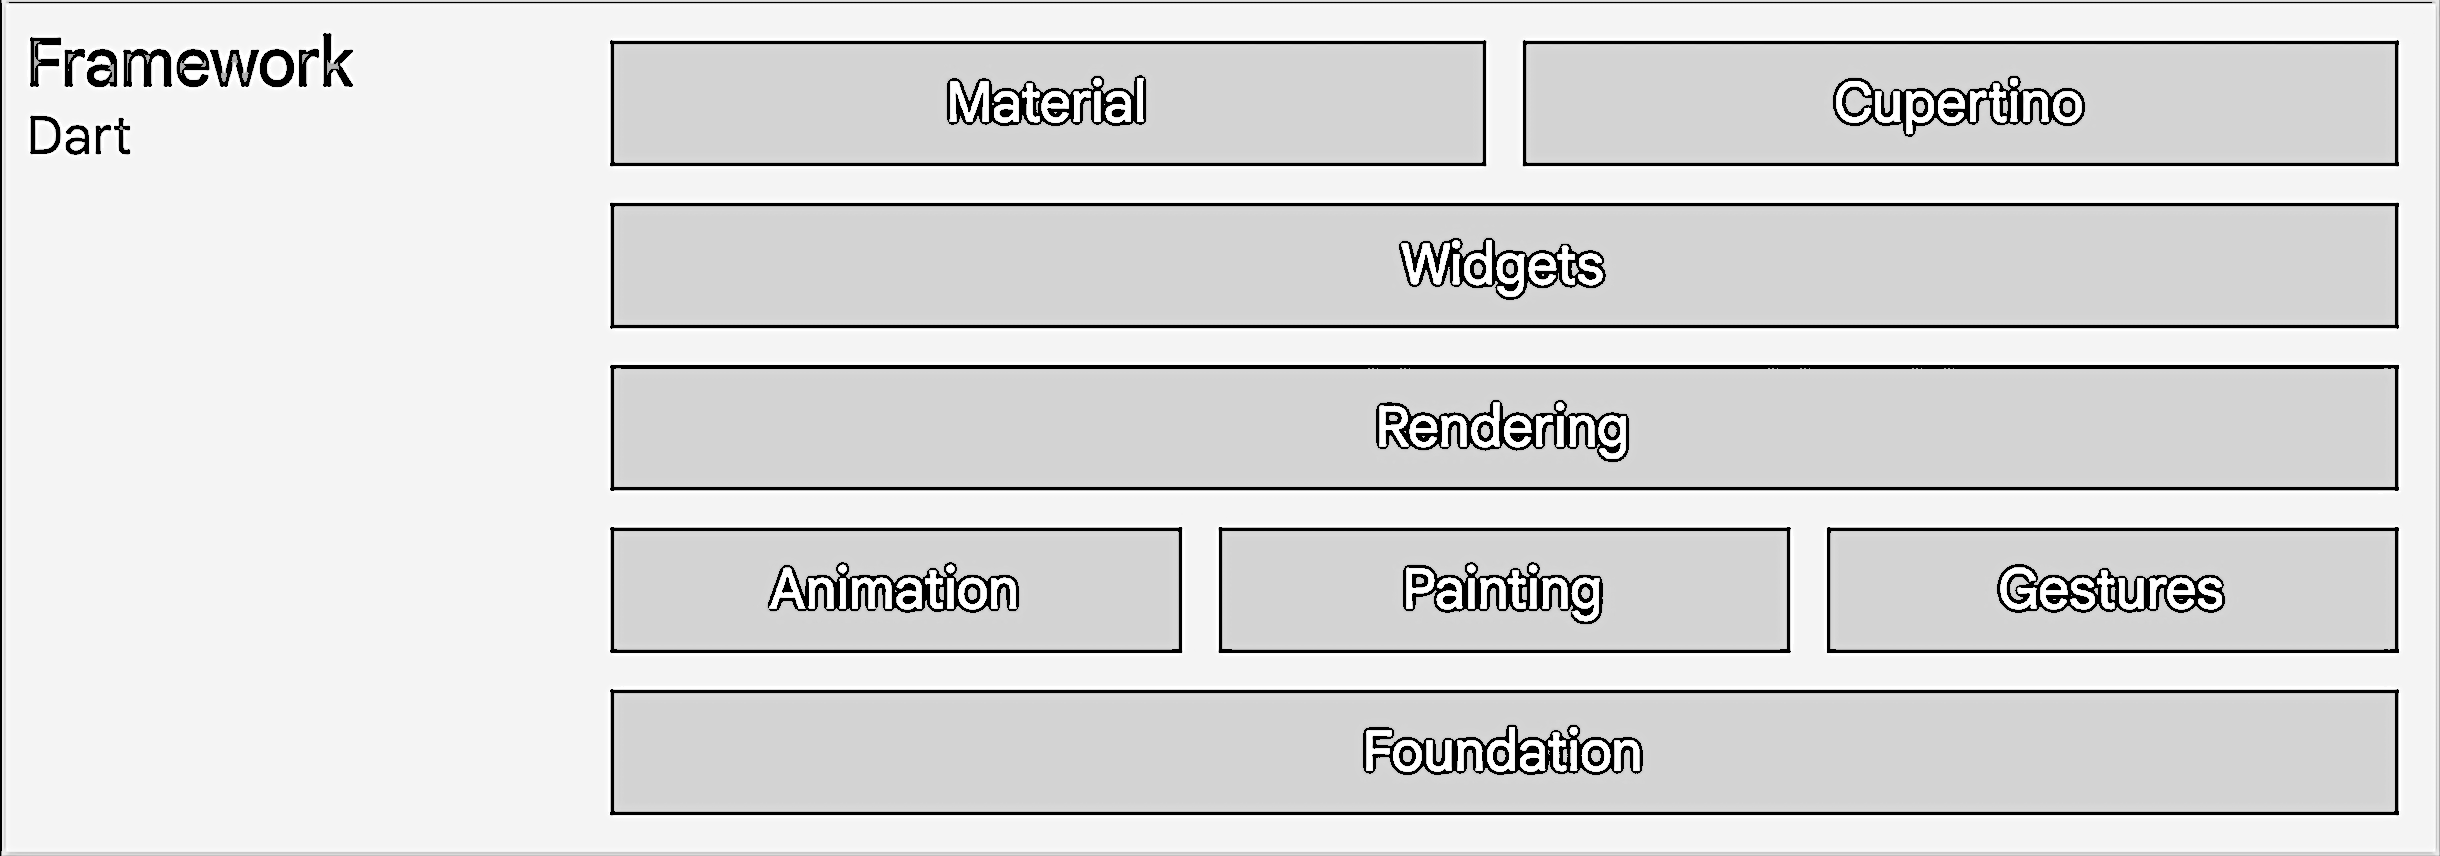 Framework
Dart
Material
Cupertino
Widgets
Rendering
Animation
Painting
Gestures
Foundation